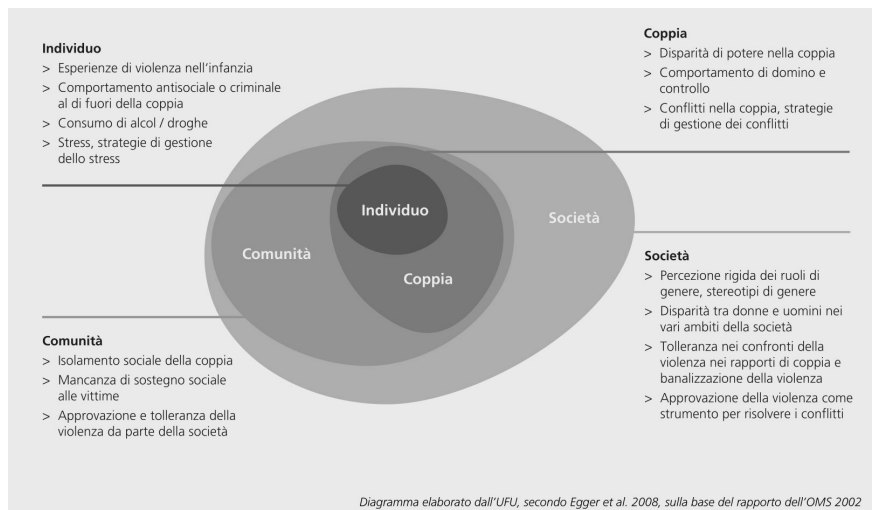 Individuo
> Esperienze di violenza nell'infanzia
> Comportamento antisociale o criminale
al di fuori della coppia
> Consumo di alcol / droghe
> Stress, strategie di gestione
dello stress
Coppia
> Disparità di potere nella coppia
> Comportamento di domino e
controllo
> Conflitti nella coppia, strategie
di gestione dei conflitti
Individuo
Società
Comunità
Coppia
Comunità
> Isolamento sociale della coppia
> Mancanza di sostegno sociale
alle vittime
> Approvazione e tolleranza della
violenza da parte della società
Società
> Percezione rigida dei ruoli di
genere, stereotipi di genere
> Disparità tra donne e uomini nei
vari ambiti della società
> Tolleranza nei confronti della
violenza nei rapporti di coppia e
banalizzazione della violenza
> Approvazione della violenza come
strumento per risolvere i conflitti
Diagramma elaborato dall'UFU, secondo Egger et al. 2008, sulla base del rapporto dell'OMS 2002